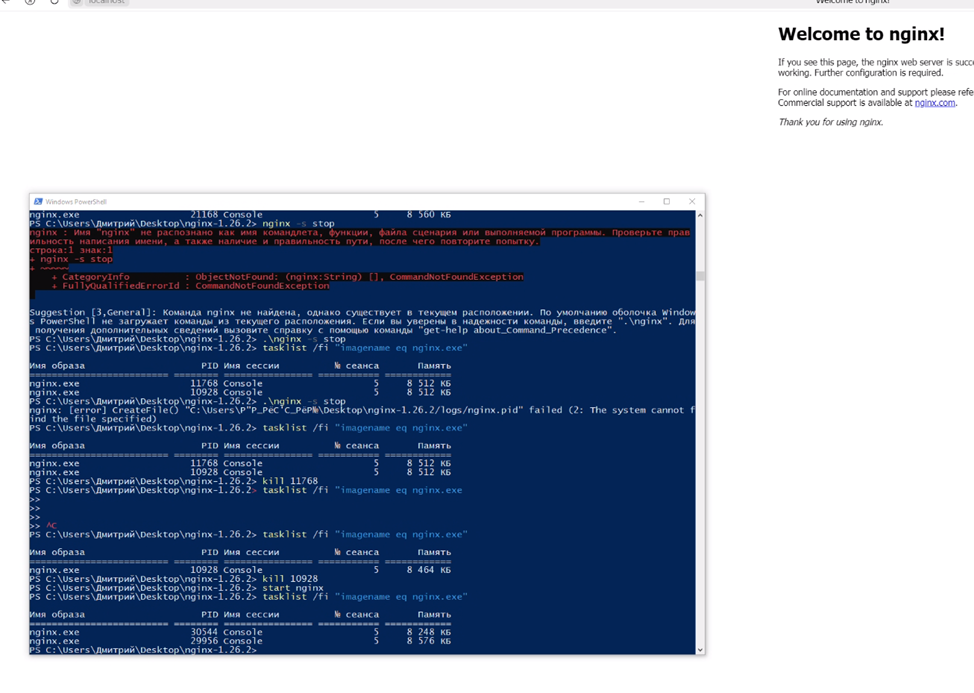 localhost
Welcome to nginx!
Welcome to nginx!
If you see this page, the nginx web server is succe
working. Further configuration is required.
For online documentation and support please refe
Commercial support is available at nginx.com.
Thank you for using nginx.
Windows PowerShell
nginx.exe 21168 Console 5 8 560 КБ
PS C:\Users\Дмитрий\Desktop\nginx-1.26.2> nginx -s stop
nginx : Имя "nginx" не распознано как имя командлета, функции, файла сценария или выполняемой программы. Проверьте прав
ильность написания имени, а также наличие и правильность пути, после чего повторите попытку.
строка:1 знак:1
+ nginx -s stop
+ ~~~~~
+ CategoryInfo : ObjectNotFound: (nginx:String) [], CommandNotFoundException
+ FullyQualifiedErrorId : CommandNotFoundException
Suggestion [3,General]: Команда nginx не найдена, однако существует в текущем расположении. По умолчанию оболочка Window
s PowerShell не загружает команды из текущего расположения. Если вы уверены в надежности команды, введите ".\nginx". Для
получения дополнительных сведений вызовите справку с помощью команды "get-help about_Command_Precedence".
PS C:\Users\Дмитрий\Desktop\nginx-1.26.2> .\nginx -s stop
PS C:\Users\Дмитрий\Desktop\nginx-1.26.2> tasklist /fi "imagename eq nginx.exe"
Имя образа PID Имя сессии № сеанса Память
========================= ======== ================ =========== ============
nginx.exe 11768 Console 5 8 512 КБ
nginx.exe 10928 Console 5 8 512 КБ
PS C:\Users\Дмитрий\Desktop\nginx-1.26.2> .\nginx -s stop
nginx: [error] CreateFile() "C:\Users\Р"Р_РёС'С_РёР№\Desktop\nginx-1.26.2/logs/nginx.pid" failed (2: The system cannot f
ind the file specified)
PS C:\Users\Дмитрий\Desktop\nginx-1.26.2> tasklist /fi "imagename eq nginx.exe"
Имя образа PID Имя сессии № сеанса Память
========================= ======== ================ =========== ============
nginx.exe 11768 Console 5 8 512 КБ
nginx.exe 10928 Console 5 8 512 КБ
PS C:\Users\Дмитрий\Desktop\nginx-1.26.2> kill 11768
PS C:\Users\Дмитрий\Desktop\nginx-1.26.2> tasklist /fi "imagename eq nginx.exe
>>
>>
>>
>> ^C
PS C:\Users\Дмитрий\Desktop\nginx-1.26.2> tasklist /fi "imagename eq nginx.exe"
Имя образа PID Имя сессии № сеанса Память
========================= ======== ================ =========== ============
nginx.exe 10928 Console 5 8 464 КБ
PS C:\Users\Дмитрий\Desktop\nginx-1.26.2> kill 10928
PS C:\Users\Дмитрий\Desktop\nginx-1.26.2> start nginx
PS C:\Users\Дмитрий\Desktop\nginx-1.26.2> tasklist /fi "imagename eq nginx.exe"
Имя образа PID Имя сессии № сеанса Память
========================= ======== ================ =========== ============
nginx.exe 30544 Console 5 8 248 КБ
nginx.exe 29956 Console 5 8 576 КБ
PS C:\Users\Дмитрий\Desktop\nginx-1.26.2>